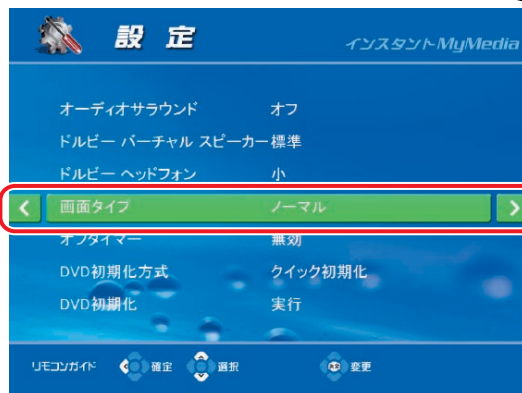 設 定
インスタントMyMedia
オーディオサラウンド オフ
ドルビー バーチャル スピーカー 標準
ドルビー ヘッドフォン 小
画面タイプ ノーマル
オフタイマー 無効
DVD初期化方式 クイック初期化
DVD初期化 実行
リモコンガイド 確定 選択 決定 変更